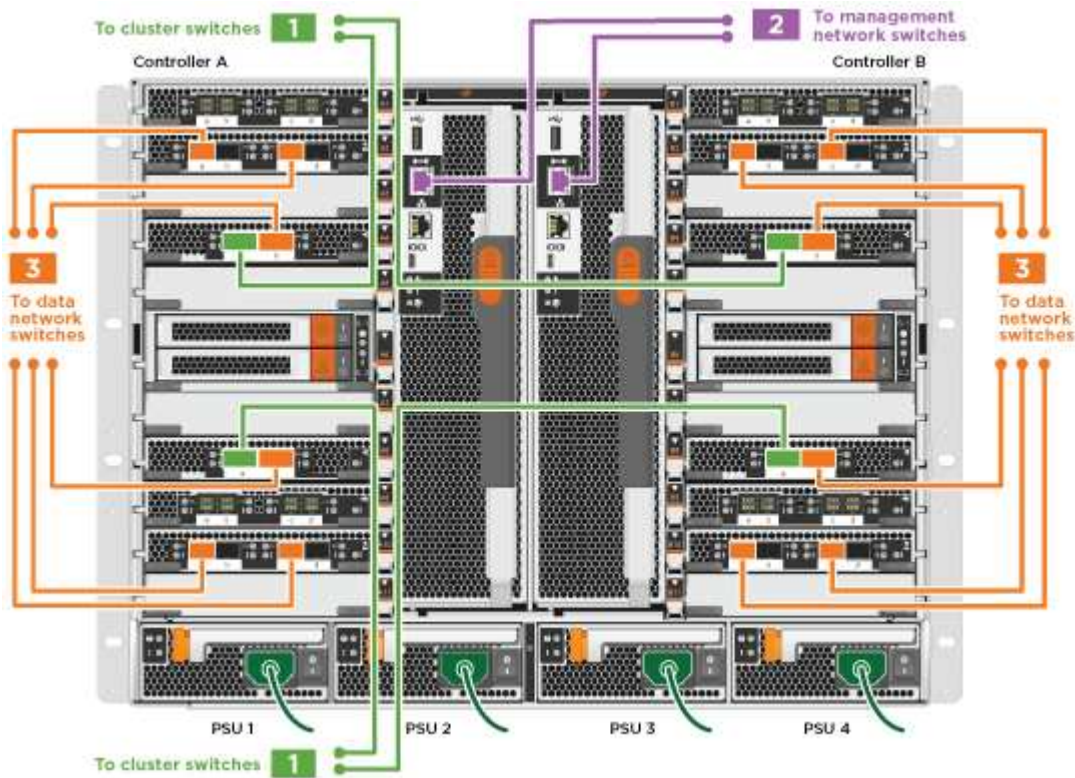 To cluster switches 1
2 To management
network switches
Controller A
Controller B
3
To data
network
switches
3
To data
network
switches
PSU 1
PSU 2
PSU 3
PSU 4
To cluster switches 1